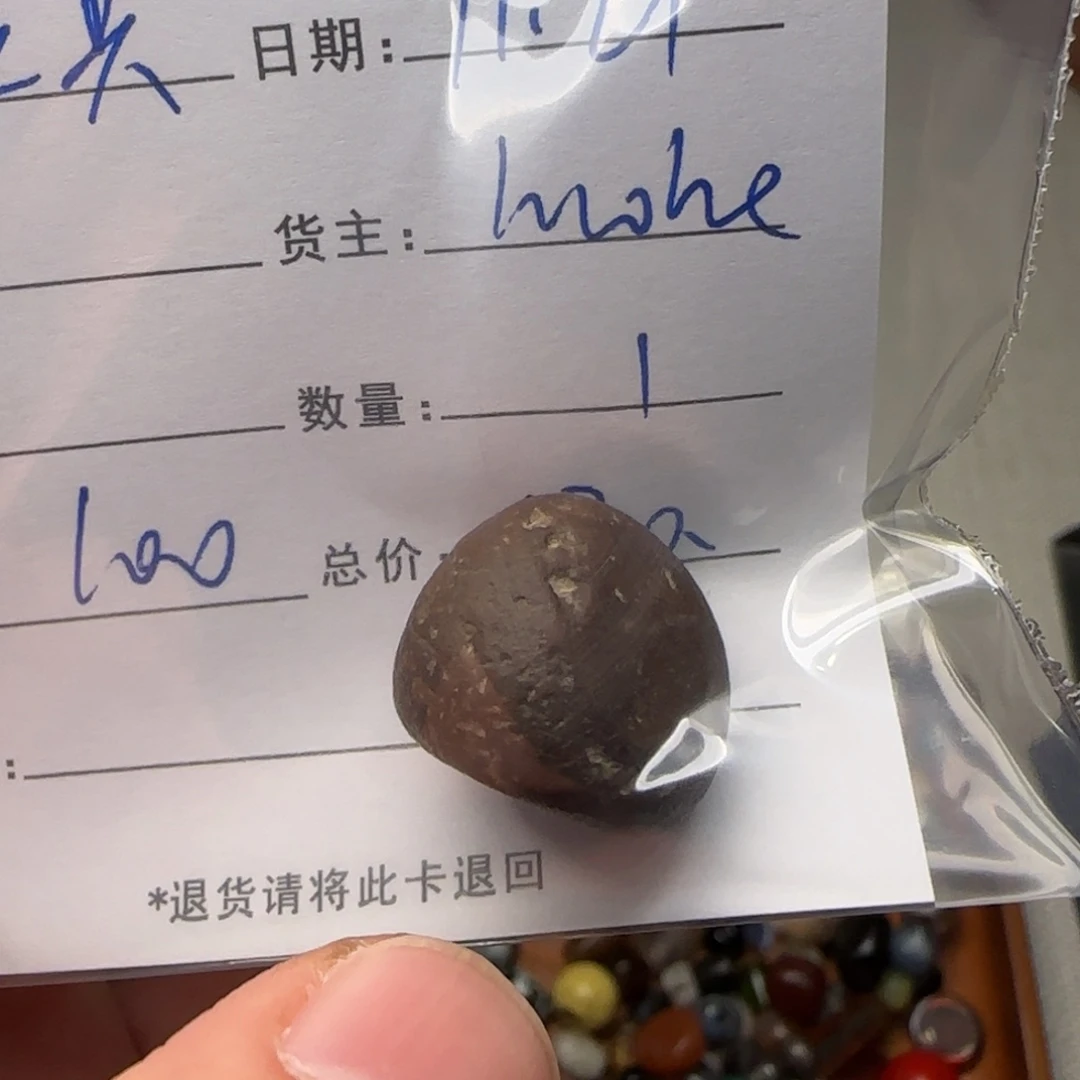 日期:
货主: mohe
数量: 1
100 总价:
:
*退货请将此卡退回